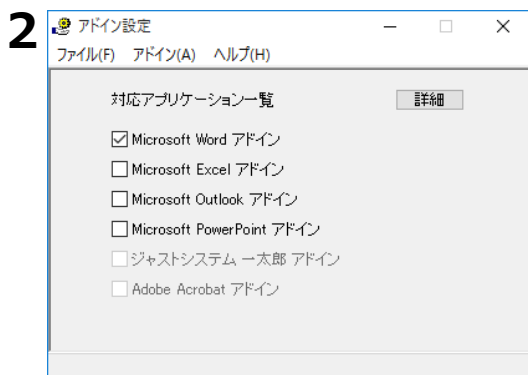 2
アドイン設定
ファイル(F) アドイン(A) ヘルプ(H)
対応アプリケーション一覧 詳細
Microsoft Word アドイン
Microsoft Excel アドイン
Microsoft Outlook アドイン
Microsoft PowerPoint アドイン
ジャストシステム 一太郎 アドイン
Adobe Acrobat アドイン